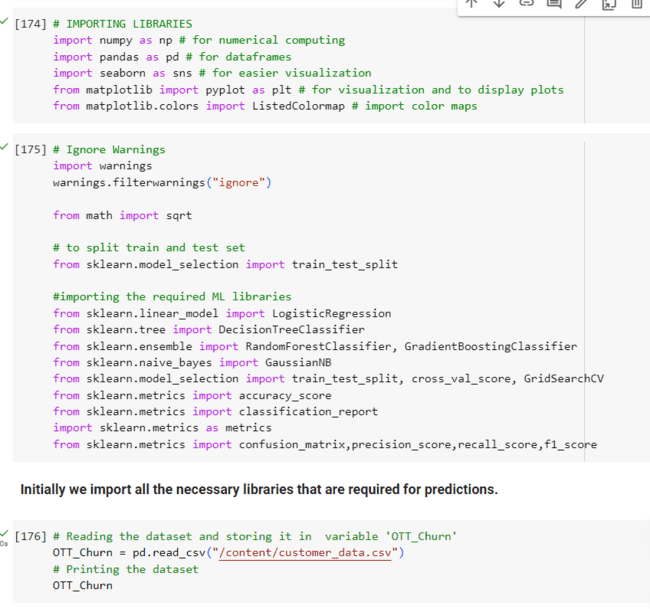 [174] # IMPORTING LIBRARIES
import numpy as np # for numerical computing
import pandas as pd # for dataframes
import seaborn as sns # for easier visualization
from matplotlib import pyplot as plt # for visualization and to display plots
from matplotlib.colors import ListedColormap # import color maps
[175] # Ignore Warnings
import warnings
warnings.filterwarnings("ignore")
from math import sqrt
# to split train and test set
from sklearn.model_selection import train_test_split
#importing the required ML libraries
from sklearn.linear_model import LogisticRegression
from sklearn.tree import DecisionTreeClassifier
from sklearn.ensemble import RandomForestClassifier, GradientBoostingClassifier
from sklearn.naive_bayes import GaussianNB
from sklearn.model_selection import train_test_split, cross_val_score, GridSearchCV
from sklearn.metrics import accuracy_score
from sklearn.metrics import classification_report
import sklearn.metrics as metrics
from sklearn.metrics import confusion_matrix,precision_score,recall_score,f1_score
Initially we import all the necessary libraries that are required for predictions.
[176] # Reading the dataset and storing it in  variable 'OTT_Churn'
0s OTT_Churn = pd.read_csv("/content/customer_data.csv")
# Printing the dataset
OTT_Churn